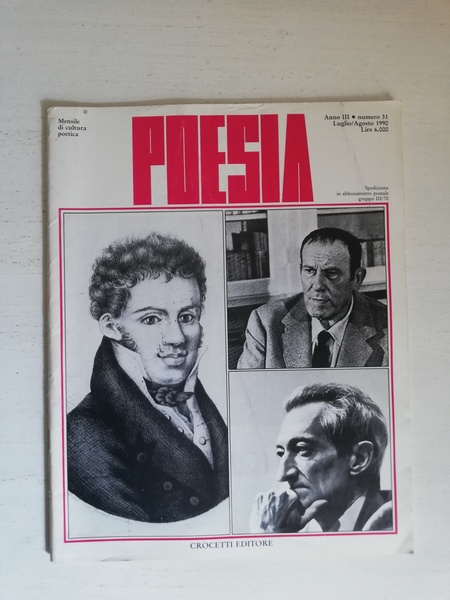 Mensile
di cultura
poetica
POESIA
Anno III • numero 31
Luglio/Agosto 1990
Lire 6.000
Spedizione
in abbonamento postale
gruppo III/70
CROCETTI EDITORE